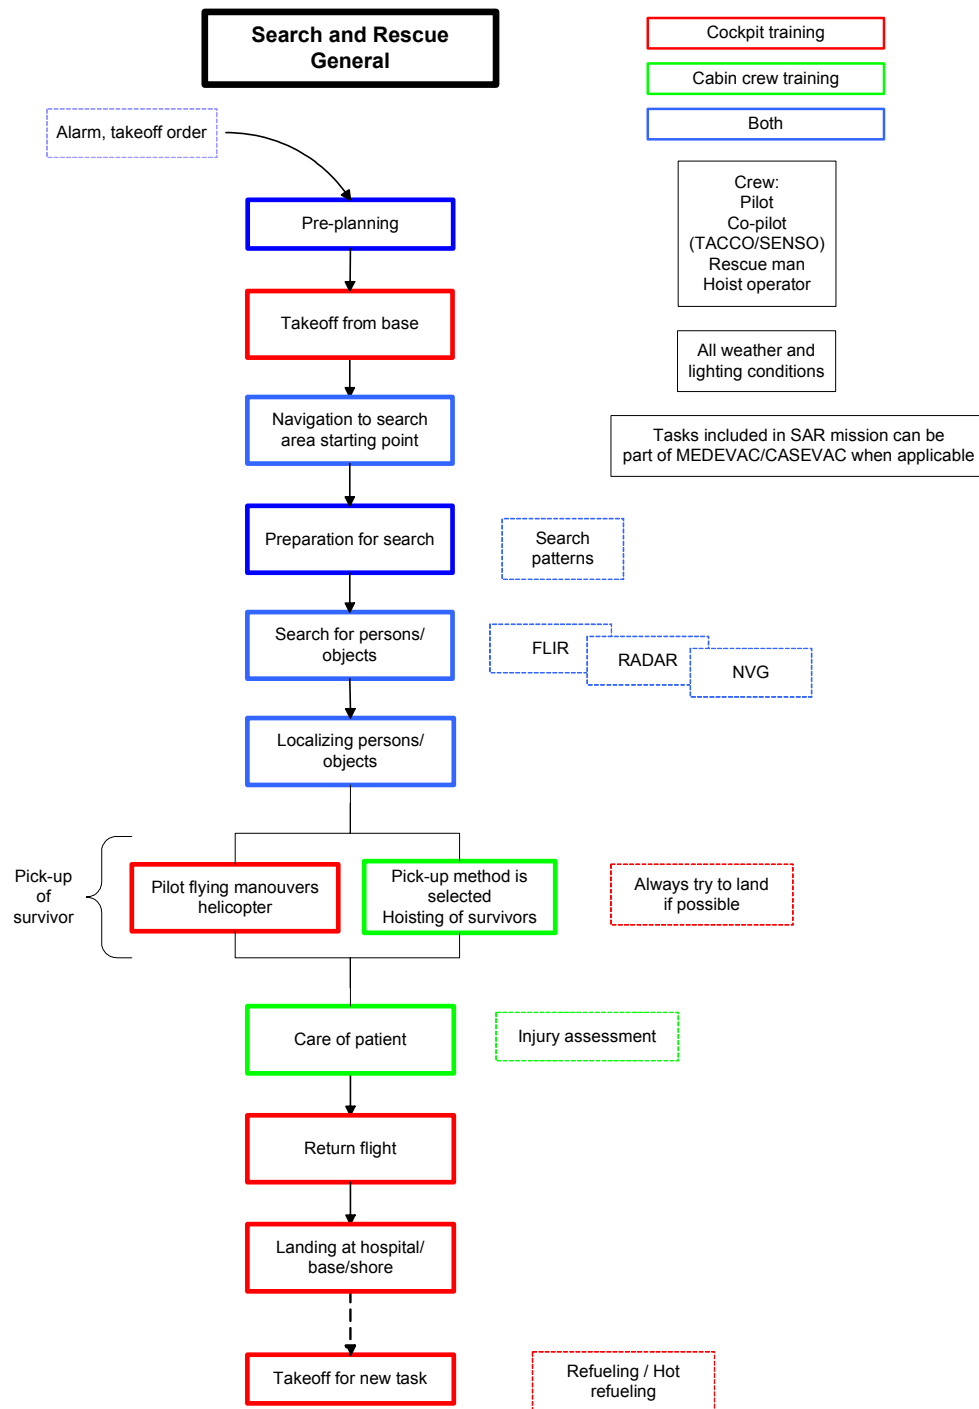 Search and Rescue
General
Cockpit training
Cabin crew training
Both
Alarm, takeoff order
Crew:
Pilot
Co-pilot
(TACCO/SENSO)
Rescue man
Hoist operator
Pre-planning
Takeoff from base
All weather and
lighting conditions
Navigation to search
area starting point
Tasks included in SAR mission can be
part of MEDEVAC/CASEVAC when applicable
Preparation for search
Search
patterns
Search for persons/
objects
FLIR
RADAR
NVG
Localizing persons/
objects
Pick-up
of
survivor
Pilot flying manouvers
helicopter
Pick-up method is
selected
Hoisting of survivors
Always try to land
if possible
Care of patient
Injury assessment
Return flight
Landing at hospital/
base/shore
Takeoff for new task
Refueling / Hot
refueling